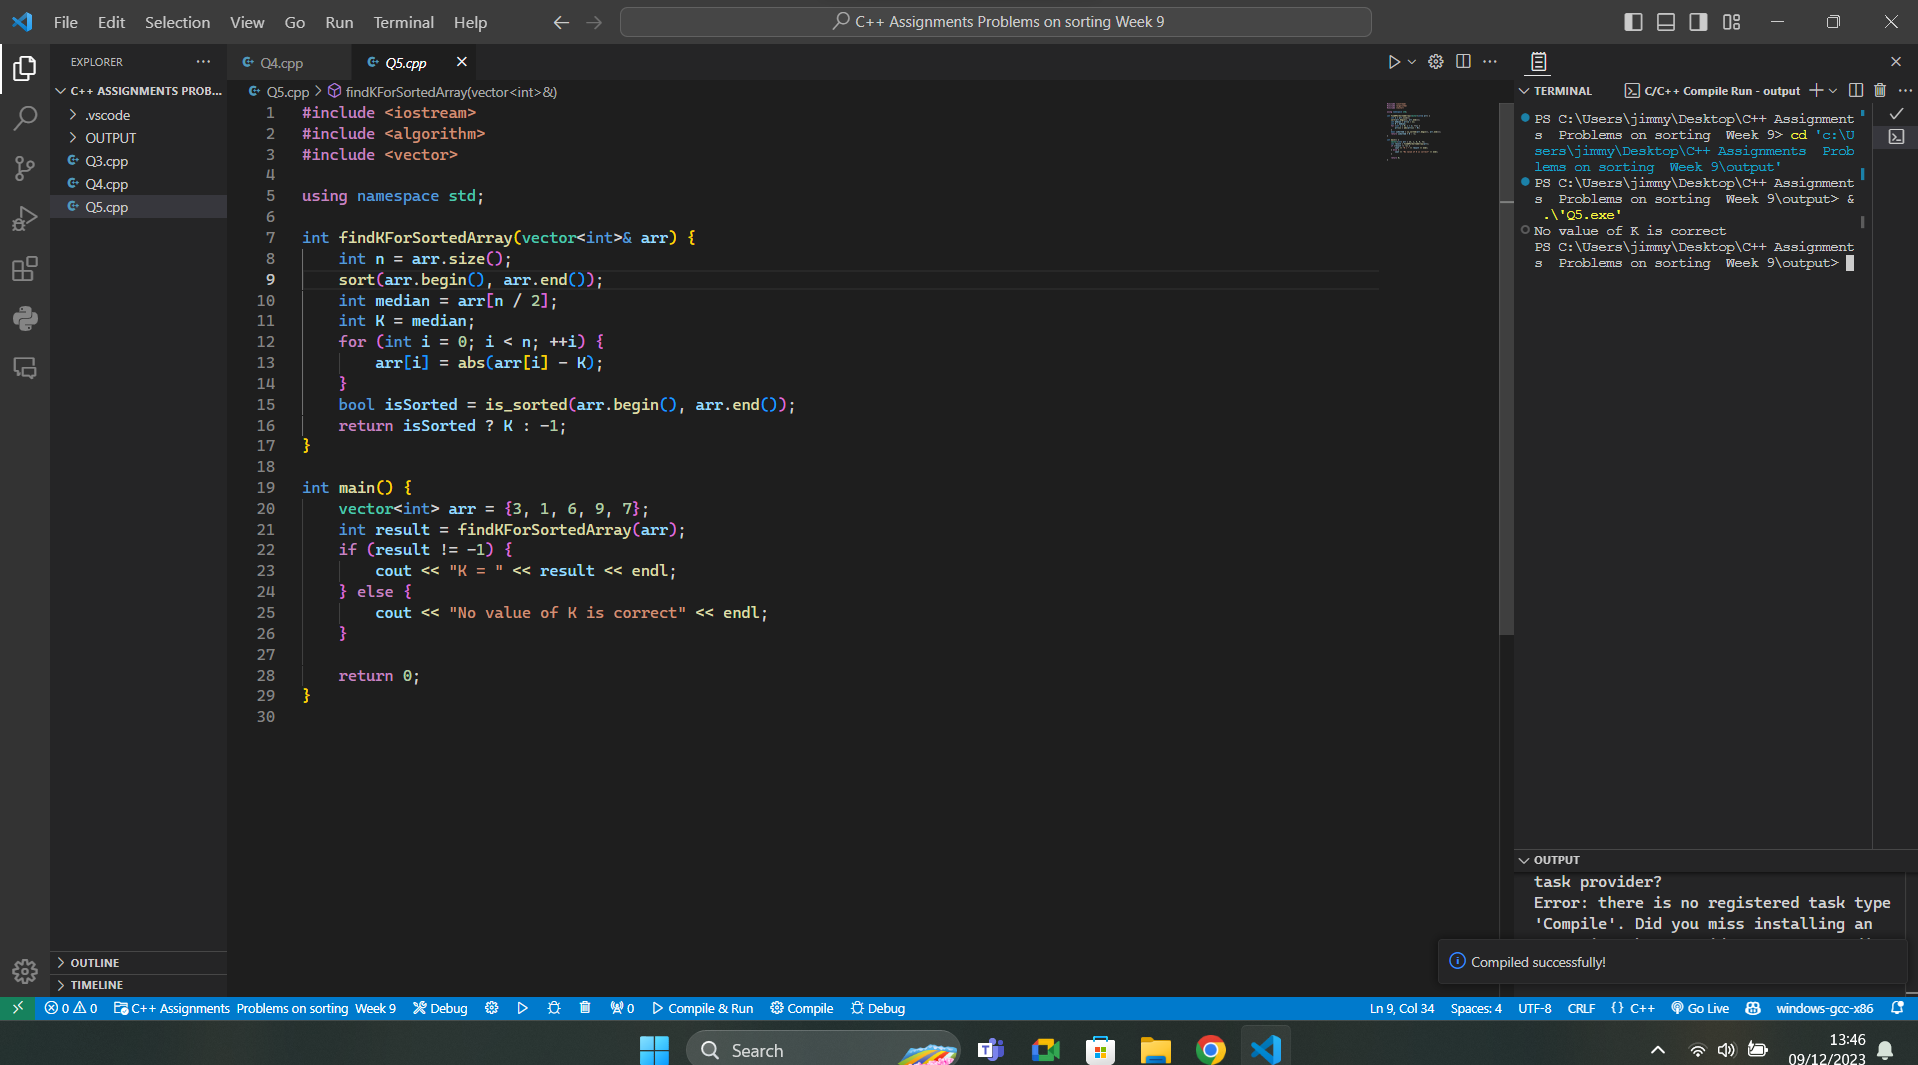 File Edit Selection View Go Run Terminal Help
C++ Assignments Problems on sorting Week 9
EXPLORER
C++ ASSIGNMENTS PROB...
.vscode
OUTPUT
Q3.cpp
Q4.cpp
Q5.cpp
OUTLINE
TIMELINE
Q4.cpp Q5.cpp
Q5.cpp > findKForSortedArray(vector<int>&)
1 #include <iostream>
2 #include <algorithm>
3 #include <vector>
4
5 using namespace std;
6
7 int findKForSortedArray(vector<int>& arr) {
8     int n = arr.size();
9     sort(arr.begin(), arr.end());
10     int median = arr[n / 2];
11     int K = median;
12     for (int i = 0; i < n; ++i) {
13         arr[i] = abs(arr[i] - K);
14     }
15     bool isSorted = is_sorted(arr.begin(), arr.end());
16     return isSorted ? K : -1;
17 }
18
19 int main() {
20     vector<int> arr = {3, 1, 6, 9, 7};
21     int result = findKForSortedArray(arr);
22     if (result != -1) {
23         cout << "K = " << result << endl;
24     } else {
25         cout << "No value of K is correct" << endl;
26     }
27
28     return 0;
29 }
30
TERMINAL C/C++ Compile Run - output
PS C:\Users\jimmy\Desktop\C++ Assignment
s  Problems on sorting  Week 9> cd 'c:\U
sers\jimmy\Desktop\C++ Assignments  Prob
lems on sorting  Week 9\output'
PS C:\Users\jimmy\Desktop\C++ Assignment
s  Problems on sorting  Week 9\output> &
.\'Q5.exe'
No value of K is correct
PS C:\Users\jimmy\Desktop\C++ Assignment
s  Problems on sorting  Week 9\output>
OUTPUT
task provider?
Error: there is no registered task type
'Compile'. Did you miss installing an
Compiled successfully!
0 0 C++ Assignments Problems on sorting Week 9 Debug 0 Compile & Run Compile Debug Ln 9, Col 34 Spaces: 4 UTF-8 CRLF {} C++ Go Live windows-gcc-x86
Search
13:46
09/12/2023